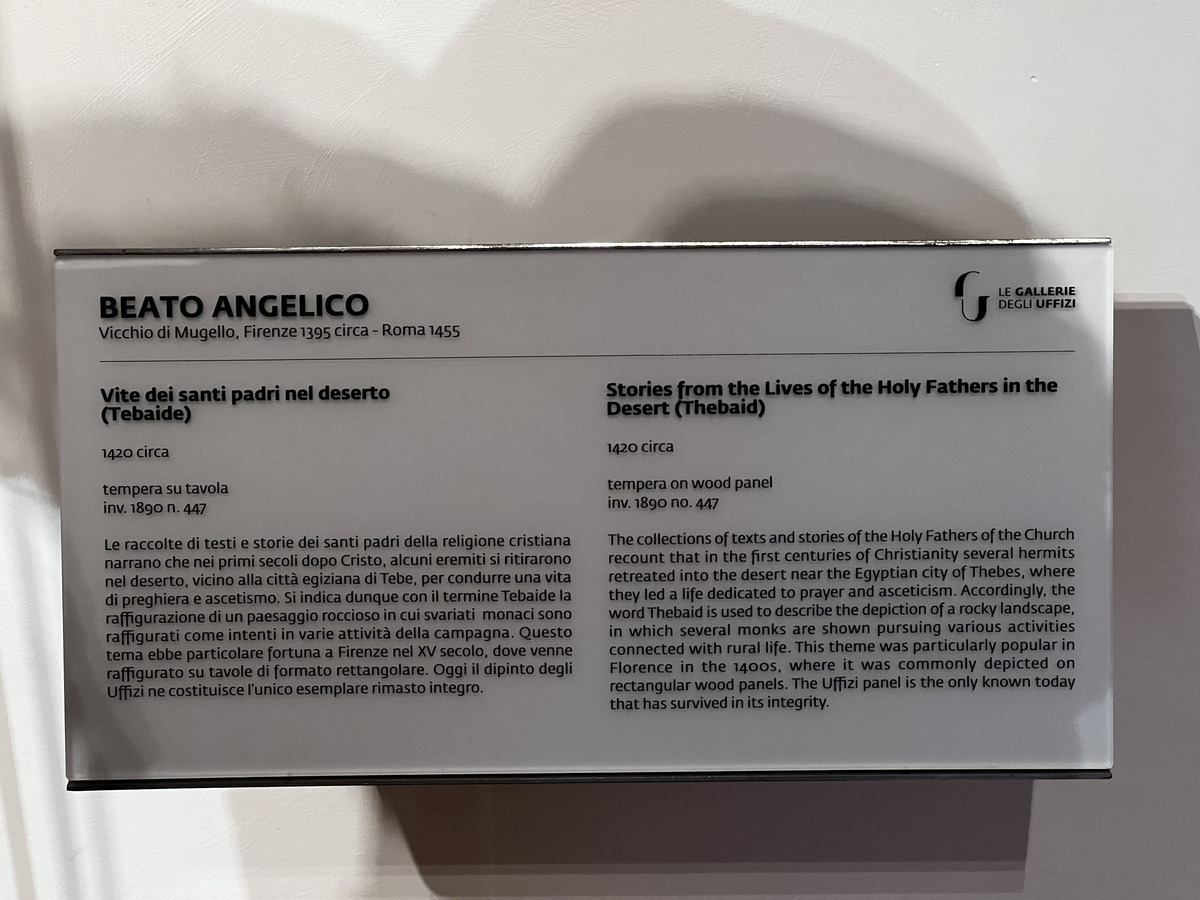 BEATO ANGELICO
Vicchio di Mugello, Firenze 1395 circa - Roma 1455
LE GALLERIE
DEGLI UFFIZI
Vite dei santi padri nel deserto
(Tebaide)
1420 circa
tempera su tavola
inv. 1890 n. 447
Le raccolte di testi e storie dei santi padri della religione cristiana
narrano che nei primi secoli dopo Cristo, alcuni eremiti si ritirarono
nel deserto, vicino alla città egiziana di Tebe, per condurre una vita
di preghiera e ascetismo. Si indica dunque con il termine Tebaide la
raffigurazione di un paesaggio roccioso in cui svariati monaci sono
raffigurati come intenti in varie attività della campagna. Questo
tema ebbe particolare fortuna a Firenze nel XV secolo, dove venne
raffigurato su tavole di formato rettangolare. Oggi il dipinto degli
Uffizi ne costituisce l'unico esemplare rimasto integro.
Stories from the Lives of the Holy Fathers in the
Desert (Thebaid)
1420 circa
tempera on wood panel
inv. 1890 no. 447
The collections of texts and stories of the Holy Fathers of the Church
recount that in the first centuries of Christianity several hermits
retreated into the desert near the Egyptian city of Thebes, where
they led a life dedicated to prayer and asceticism. Accordingly, the
word Thebaid is used to describe the depiction of a rocky landscape,
in which several monks are shown pursuing various activities
connected with rural life. This theme was particularly popular in
Florence in the 1400s, where it was commonly depicted on
rectangular wood panels. The Uffizi panel is the only known today
that has survived in its integrity.